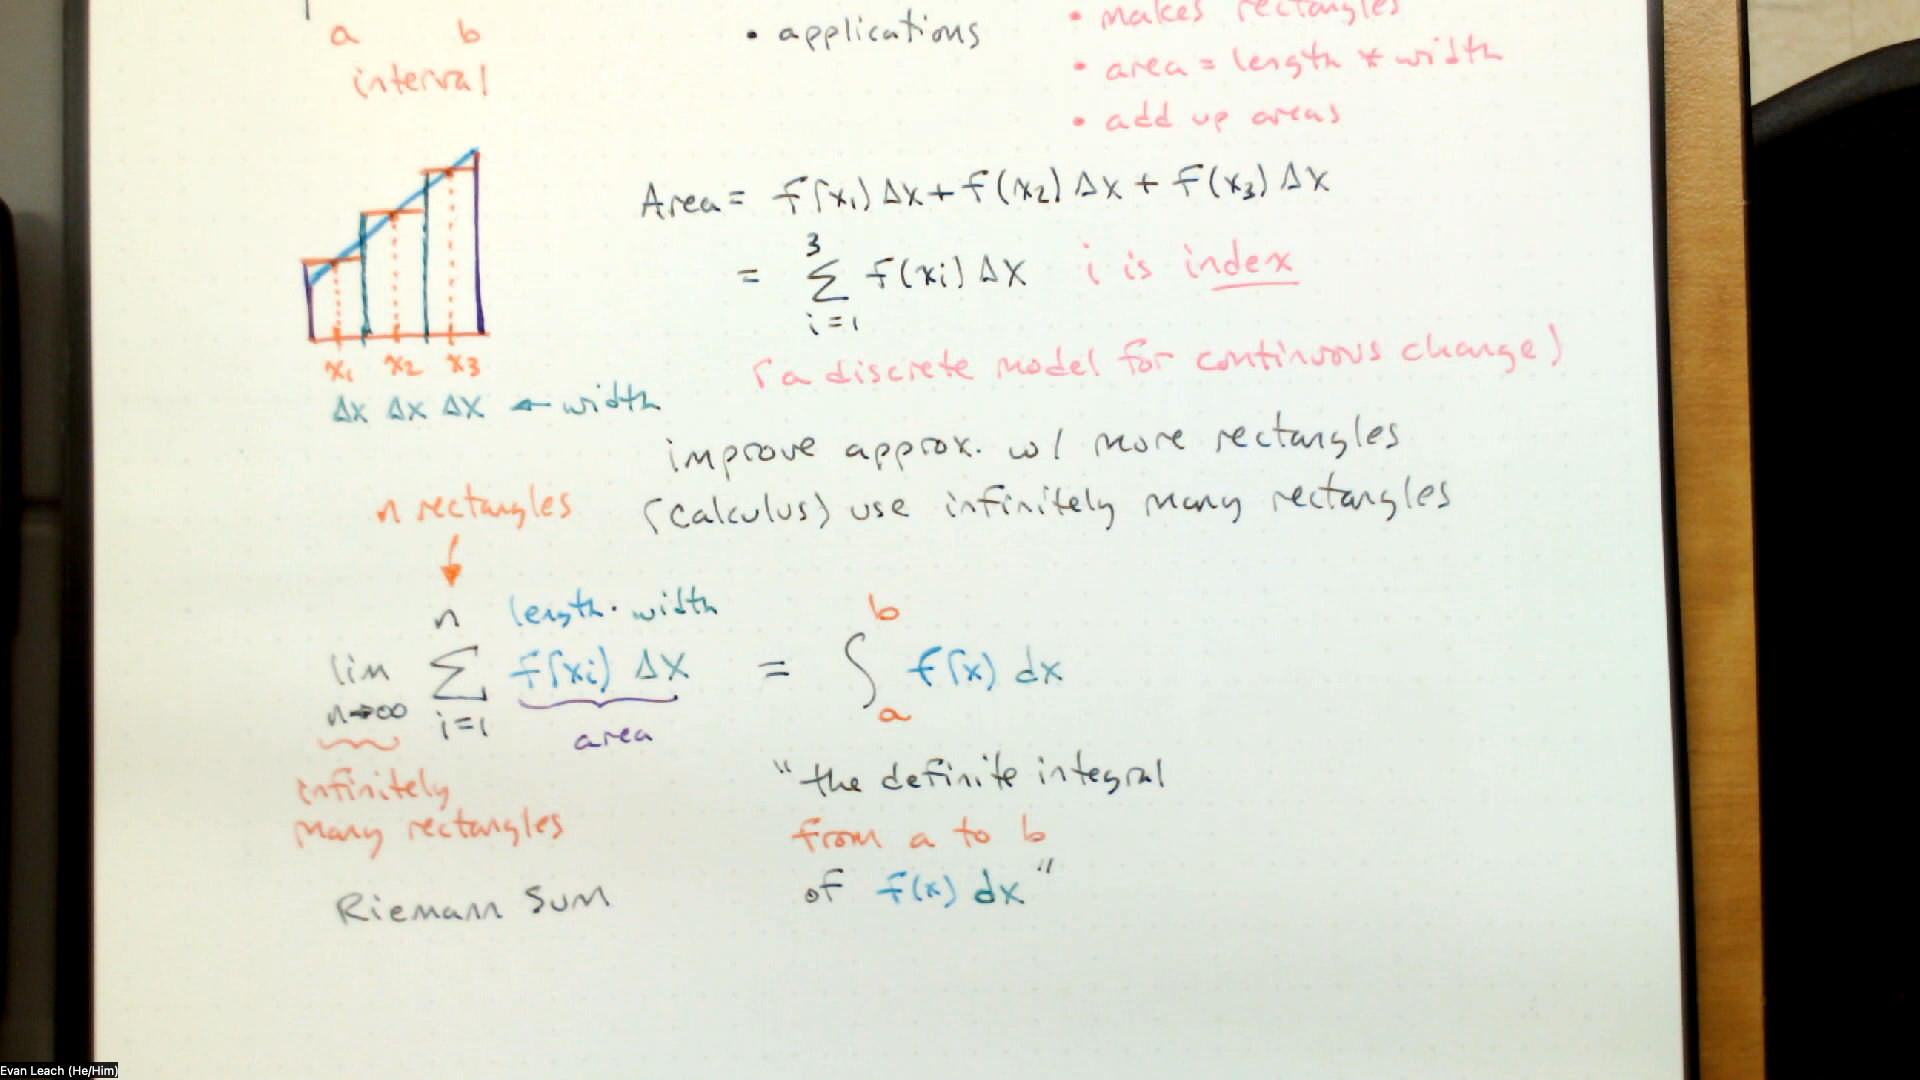 a b
interval
• applications
• makes rectangles
• area = length * width
• add up areas
Area = f(x₁) Δx + f(x₂) Δx + f(x₃) Δx
= 3 Σ i=1 f(xi) Δx i is index
(a discrete model for continuous change)
x₁ x₂ x₃
Δx Δx Δx ← width
improve approx. w/ more rectangles
(calculus) use infinitely many rectangles
n rectangles
length · width
lim n→∞ n Σ i=1 f(xi) Δx = ∫ b a f(x) dx
area
infinitely
many rectangles
Riemann Sum
"the definite integral
from a to b
of f(x) dx"
Evan Leach (He/Him)